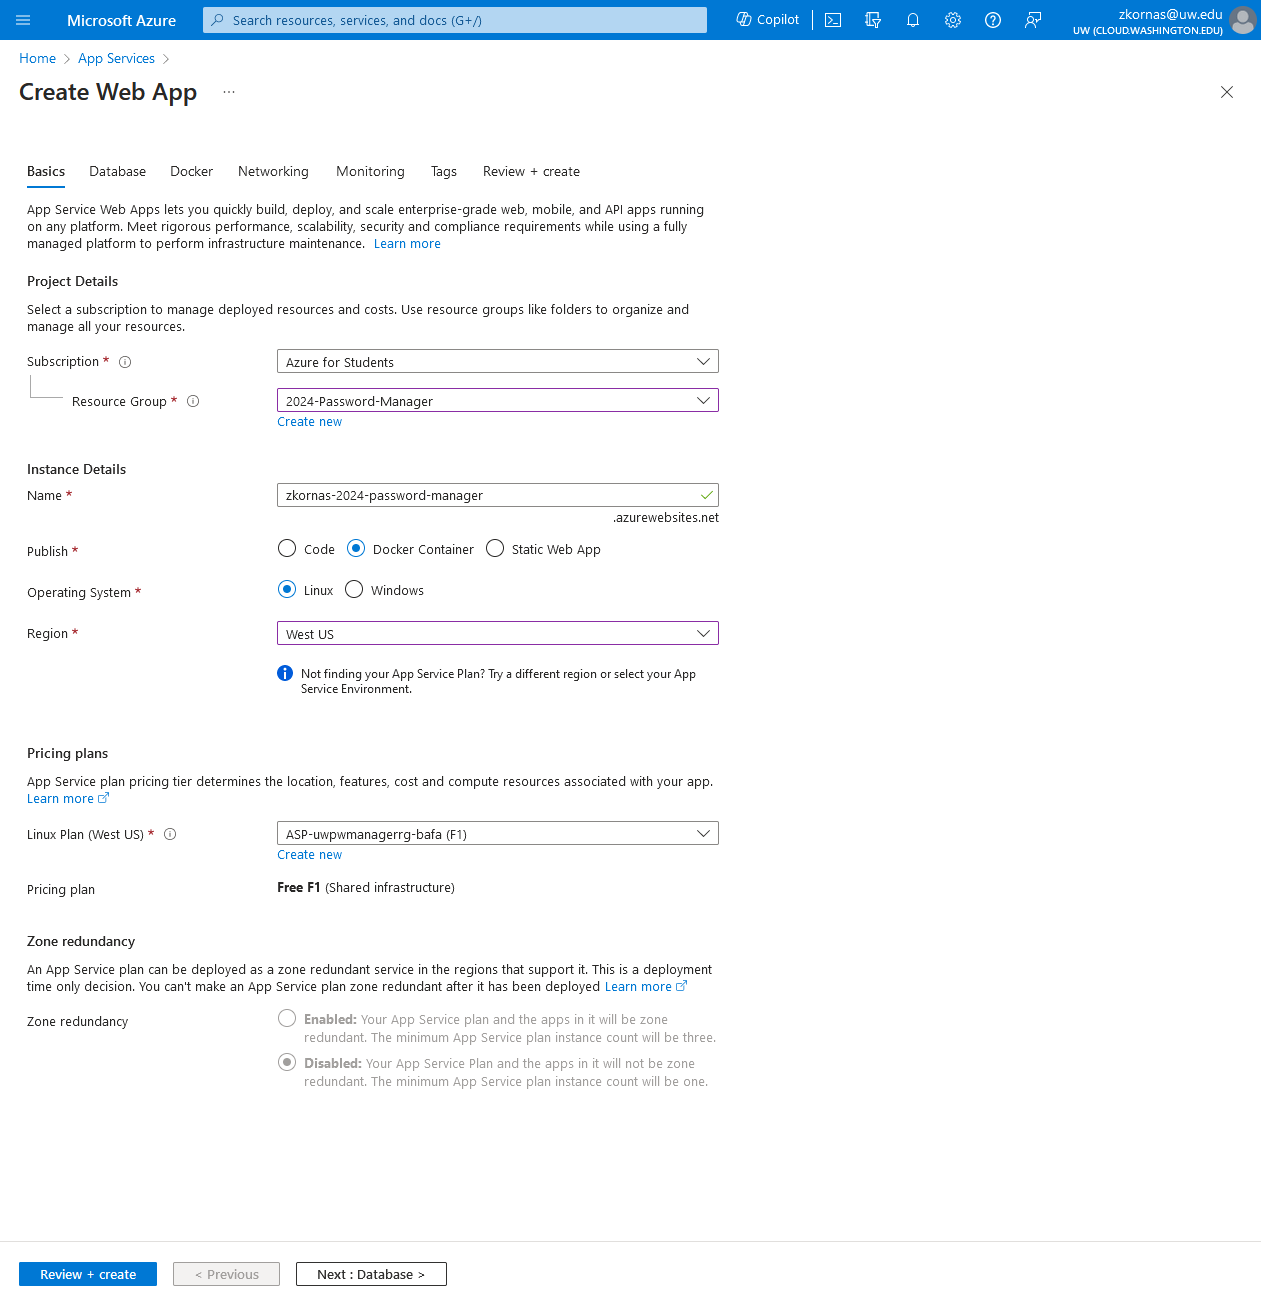 Microsoft Azure
Search resources, services, and docs (G+/)
Copilot
zkornas@uw.edu
UW (CLOUD.WASHINGTON.EDU)
Home > App Services >
Create Web App ...
Basics Database Docker Networking Monitoring Tags Review + create
App Service Web Apps lets you quickly build, deploy, and scale enterprise-grade web, mobile, and API apps running
on any platform. Meet rigorous performance, scalability, security and compliance requirements while using a fully
managed platform to perform infrastructure maintenance. Learn more
Project Details
Select a subscription to manage deployed resources and costs. Use resource groups like folders to organize and
manage all your resources.
Subscription * Azure for Students
Resource Group * 2024-Password-Manager
Create new
Instance Details
Name * zkornas-2024-password-manager
.azurewebsites.net
Publish * Code Docker Container Static Web App
Operating System * Linux Windows
Region * West US
Not finding your App Service Plan? Try a different region or select your App
Service Environment.
Pricing plans
App Service plan pricing tier determines the location, features, cost and compute resources associated with your app.
Learn more
Linux Plan (West US) * ASP-uwpwmanagerrg-bafa (F1)
Create new
Pricing plan Free F1 (Shared infrastructure)
Zone redundancy
An App Service plan can be deployed as a zone redundant service in the regions that support it. This is a deployment
time only decision. You can't make an App Service plan zone redundant after it has been deployed Learn more
Zone redundancy Enabled: Your App Service plan and the apps in it will be zone
redundant. The minimum App Service plan instance count will be three.
Disabled: Your App Service Plan and the apps in it will not be zone
redundant. The minimum App Service plan instance count will be one.
Review + create < Previous Next : Database >